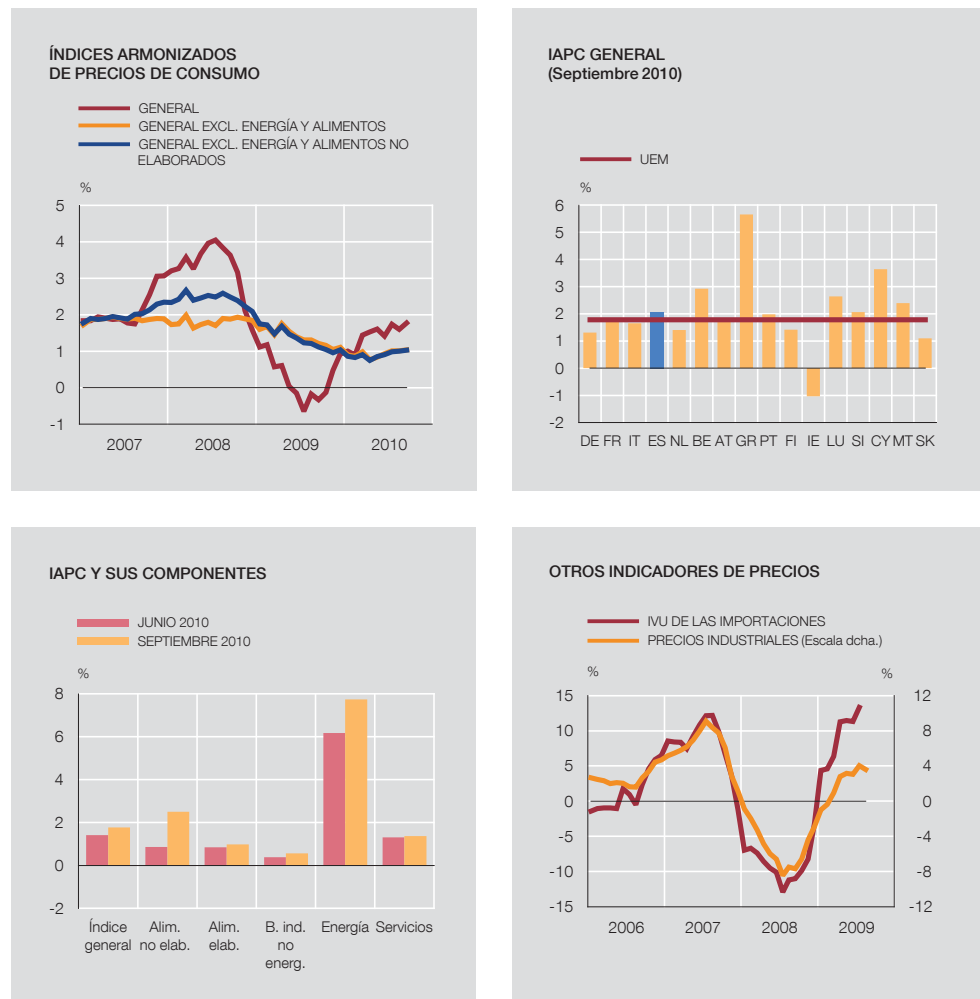 ÍNDICES ARMONIZADOS
DE PRECIOS DE CONSUMO
GENERAL
GENERAL EXCL. ENERGÍA Y ALIMENTOS
GENERAL EXCL. ENERGÍA Y ALIMENTOS NO
ELABORADOS
%
5
4
3
2
1
0
-1
2007 2008 2009 2010
IAPC GENERAL
(Septiembre 2010)
UEM
%
6
5
4
3
2
1
0
-1
-2
DE FR IT ES NL BE AT GR PT FI IE LU SI CY MT SK
IAPC Y SUS COMPONENTES
JUNIO 2010
SEPTIEMBRE 2010
%
8
6
4
2
0
-2
Índice Alim. Alim. B. ind. Energía Servicios
general no elab. elab. no
energ.
OTROS INDICADORES DE PRECIOS
IVU DE LAS IMPORTACIONES
PRECIOS INDUSTRIALES (Escala dcha.)
% %
15 12
10 8
5 4
0 0
-5 -4
-10 -8
-15 -12
2006 2007 2008 2009